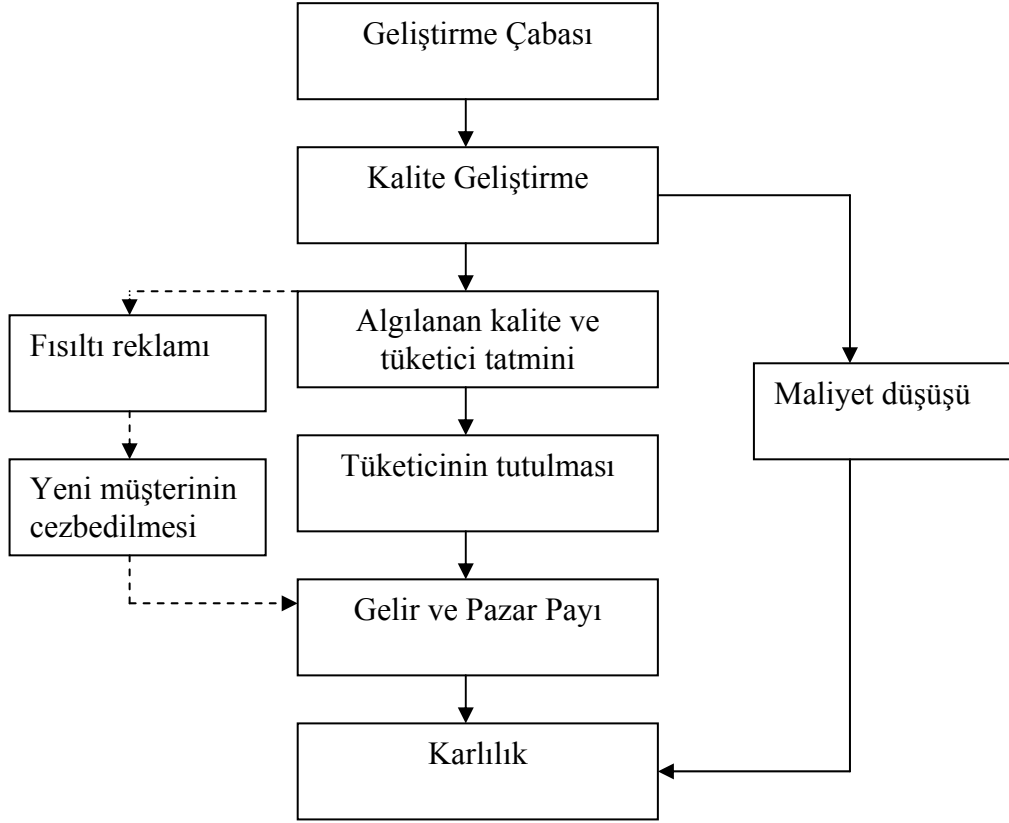 Geliştirme Çabası
Kalite Geliştirme
Algılanan kalite ve
tüketici tatmini
Fısıltı reklamı
Maliyet düşüşü
Tüketicinin tutulması
Yeni müşterinin
cezbedilmesi
Gelir ve Pazar Payı
Karlılık